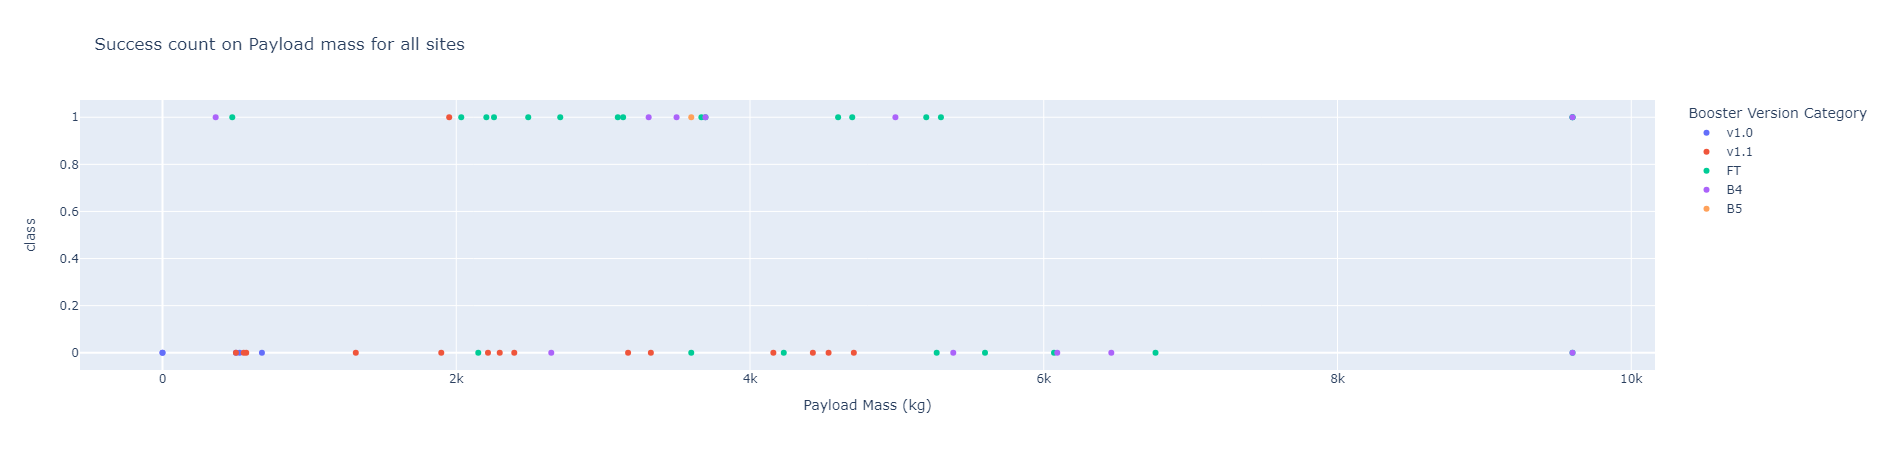 Success count on Payload mass for all sites
Booster Version Category
v1.0
v1.1
FT
B4
B5
class
1
0.8
0.6
0.4
0.2
0
0 2k 4k 6k 8k 10k
Payload Mass (kg)